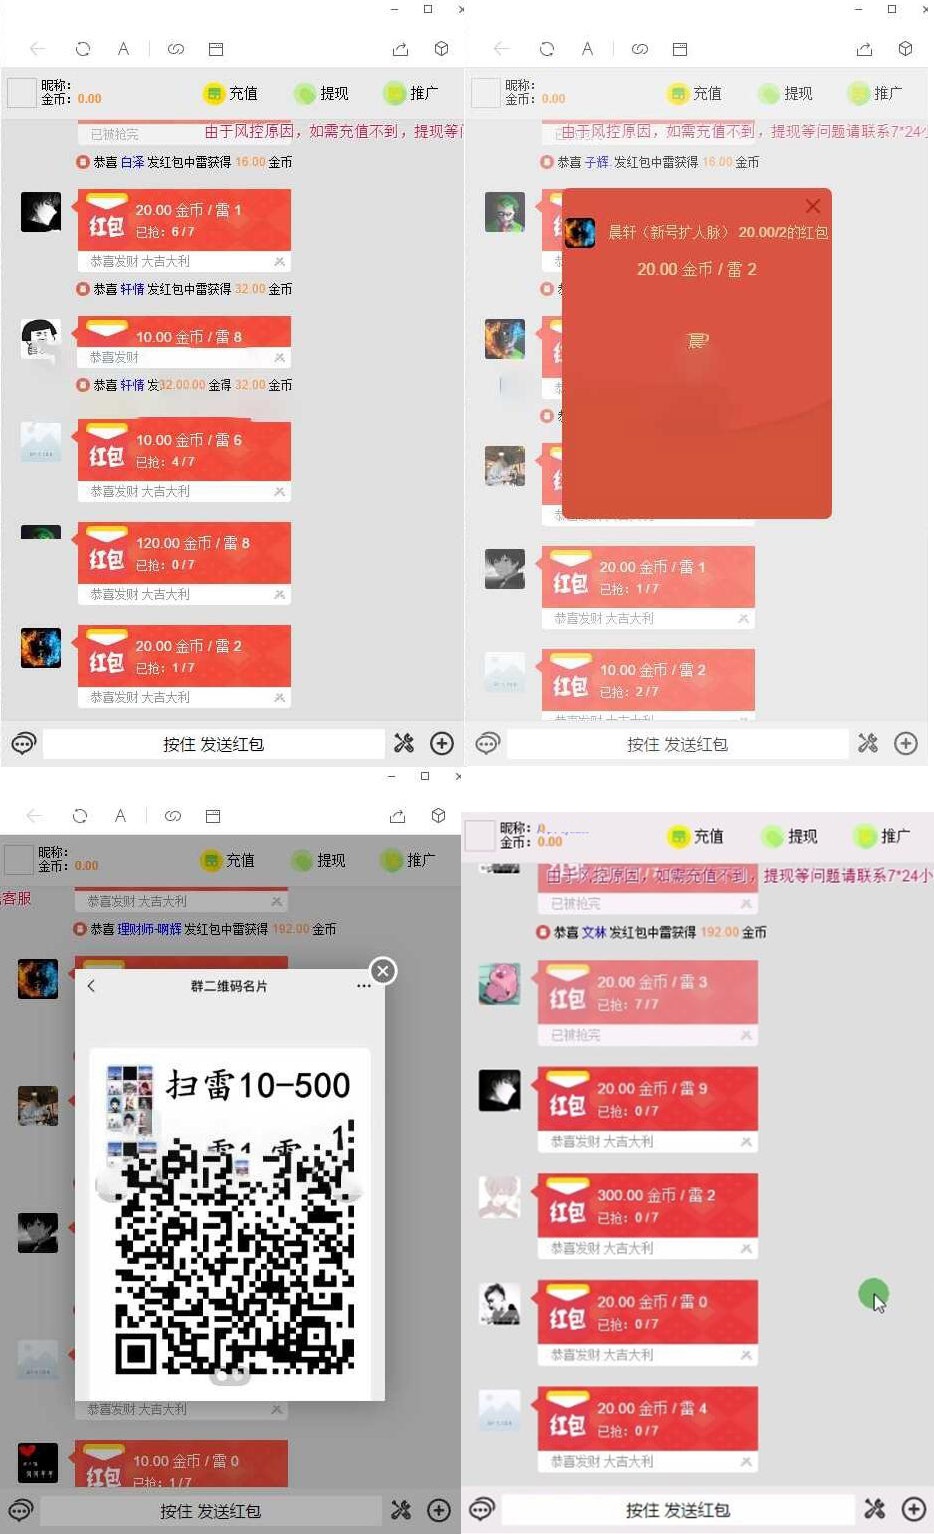 昵称：
金币：0.00
充值
提现
推广
已被抢完
由于风控原因，如需充值不到，提现等问
恭喜 白泽 发红包中雷获得 16.00 金币
红包
20.00 金币 / 雷 1
已抢：6 / 7
恭喜发财 大吉大利
恭喜 轩情 发红包中雷获得 32.00 金币
10.00 金币 / 雷 8
恭喜发财
恭喜 轩情 发32.00.00 金得 32.00 金币
红包
10.00 金币 / 雷 6
已抢：4 / 7
恭喜发财 大吉大利
红包
120.00 金币 / 雷 8
已抢：0 / 7
恭喜发财 大吉大利
红包
20.00 金币 / 雷 2
已抢：1 / 7
恭喜发财 大吉大利
按住 发送红包
昵称：
金币：0.00
充值
提现
推广
由于风控原因，如需充值不到，提现等问题请联系7*24小
恭喜 子辉 发红包中雷获得 16.00 金币
晨轩（新号扩人脉） 20.00/2的红包
20.00 金币 / 雷 2
红包
20.00 金币 / 雷 1
已抢：1 / 7
恭喜发财 大吉大利
红包
10.00 金币 / 雷 2
已抢：2 / 7
恭喜发财 大吉大利
按住 发送红包
昵称：
金币：0.00
充值
提现
推广
客服
恭喜发财 大吉大利
恭喜 理财师-啊辉 发红包中雷获得 192.00 金币
群二维码名片
扫雷10-500
恭喜发财 大吉大利
红包
10.00 金币 / 雷 0
已抢：1 / 7
按住 发送红包
昵称：
金币：0.00
充值
提现
推广
由于风控原因，如需充值不到，提现等问题请联系7*24小
已被抢完
恭喜 文林 发红包中雷获得 192.00 金币
红包
20.00 金币 / 雷 3
已抢：7 / 7
已被抢完
红包
20.00 金币 / 雷 9
已抢：0 / 7
恭喜发财 大吉大利
红包
300.00 金币 / 雷 2
已抢：0 / 7
恭喜发财 大吉大利
红包
20.00 金币 / 雷 0
已抢：0 / 7
恭喜发财 大吉大利
红包
20.00 金币 / 雷 4
已抢：0 / 7
恭喜发财 大吉大利
按住 发送红包